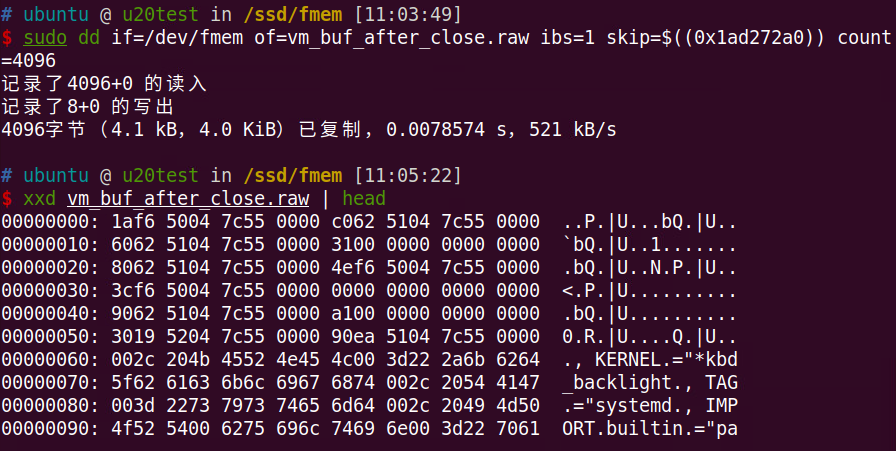 # ubuntu @ u20test in /ssd/fmem [11:03:49]
$ sudo dd if=/dev/fmem of=vm_buf_after_close.raw ibs=1 skip=$((0x1ad272a0)) count
=4096
记录了4096+0 的读入
记录了8+0 的写出
4096字节（4.1 kB，4.0 KiB）已复制，0.0078574 s，521 kB/s
# ubuntu @ u20test in /ssd/fmem [11:05:22]
$ xxd vm_buf_after_close.raw | head
00000000: 1af6 5004 7c55 0000 c062 5104 7c55 0000  ..P.|U...bQ.|U..
00000010: 6062 5104 7c55 0000 3100 0000 0000 0000  `bQ.|U..1.......
00000020: 8062 5104 7c55 0000 4ef6 5004 7c55 0000  .bQ.|U..N.P.|U..
00000030: 3cf6 5004 7c55 0000 0000 0000 0000 0000  <.P.|U..........
00000040: 9062 5104 7c55 0000 a100 0000 0000 0000  .bQ.|U..........
00000050: 3019 5204 7c55 0000 90ea 5104 7c55 0000  0.R.|U....Q.|U..
00000060: 002c 204b 4552 4e45 4c00 3d22 2a6b 6264  ., KERNEL.="*kbd
00000070: 5f62 6163 6b6c 6967 6874 002c 2054 4147  _backlight., TAG
00000080: 003d 2273 7973 7465 6d64 002c 2049 4d50  .="systemd., IMP
00000090: 4f52 5400 6275 696c 7469 6e00 3d22 7061  ORT.builtin.="pa